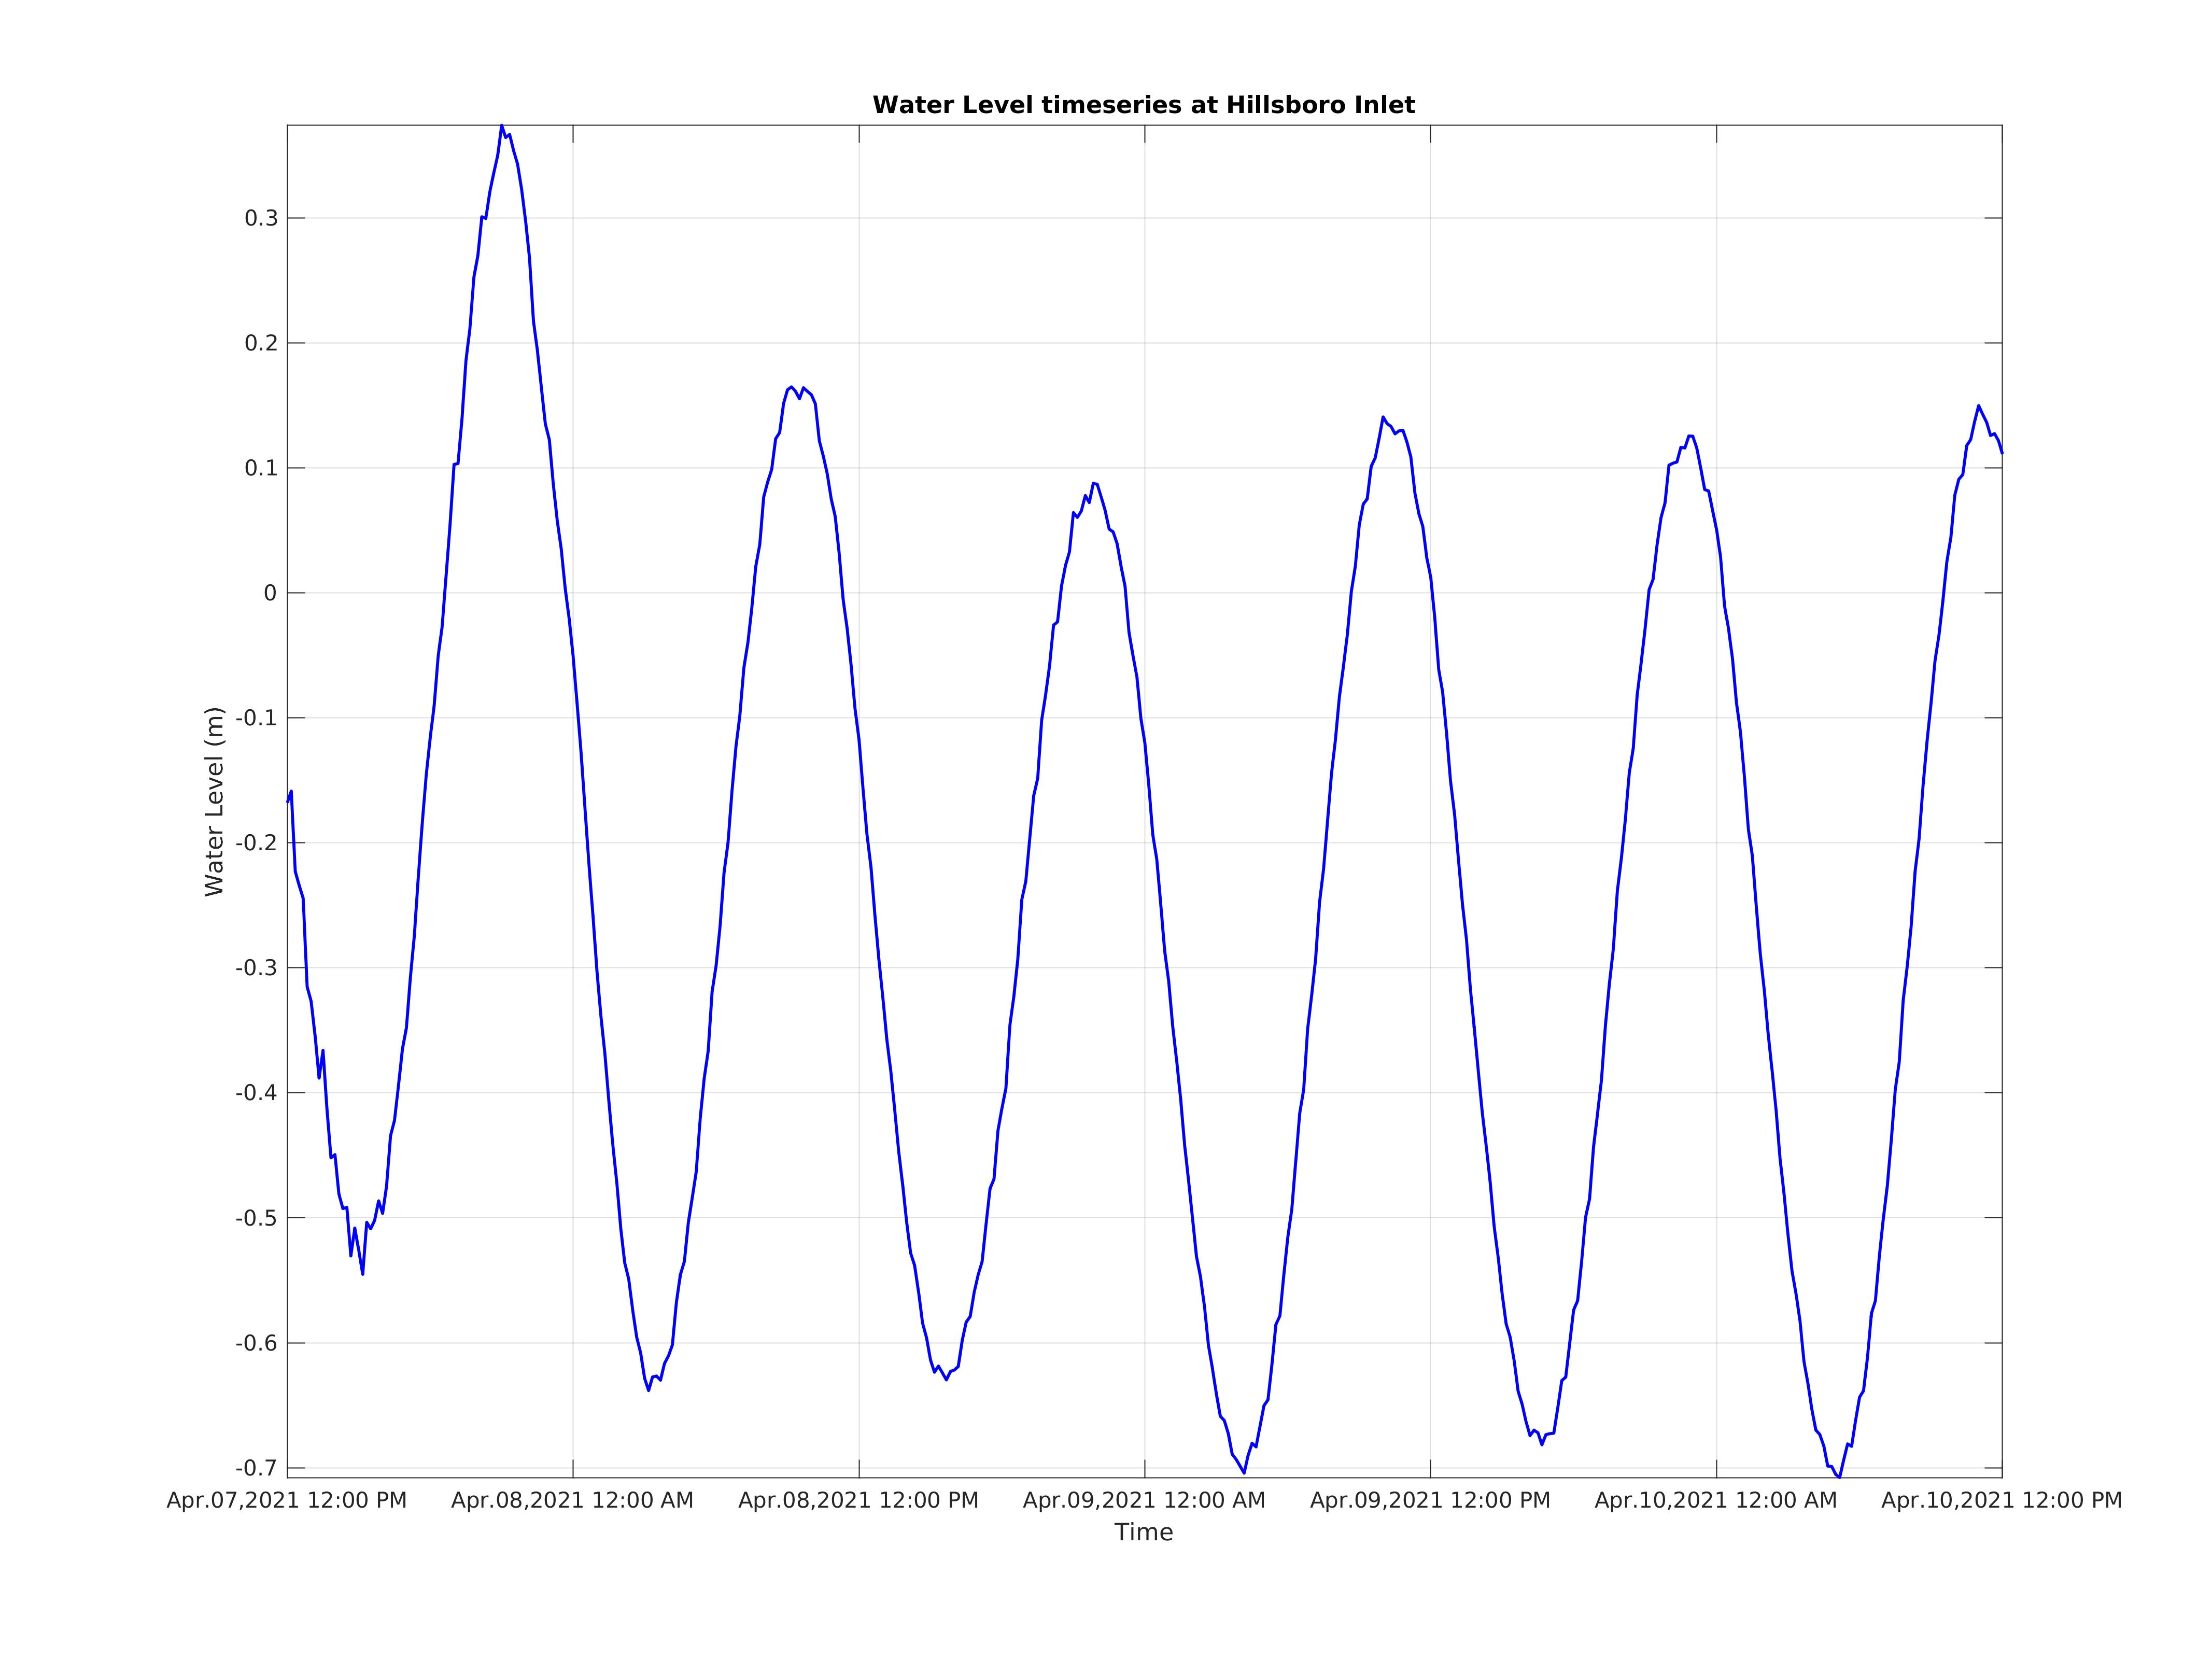 Water Level timeseries at Hillsboro Inlet
0.3
0.2
0.1
0
-0.1
-0.2
-0.3
-0.4
-0.5
-0.6
-0.7
Water Level (m)
Apr.07,2021 12:00 PM
Apr.08,2021 12:00 AM
Apr.08,2021 12:00 PM
Apr.09,2021 12:00 AM
Apr.09,2021 12:00 PM
Apr.10,2021 12:00 AM
Apr.10,2021 12:00 PM
Time